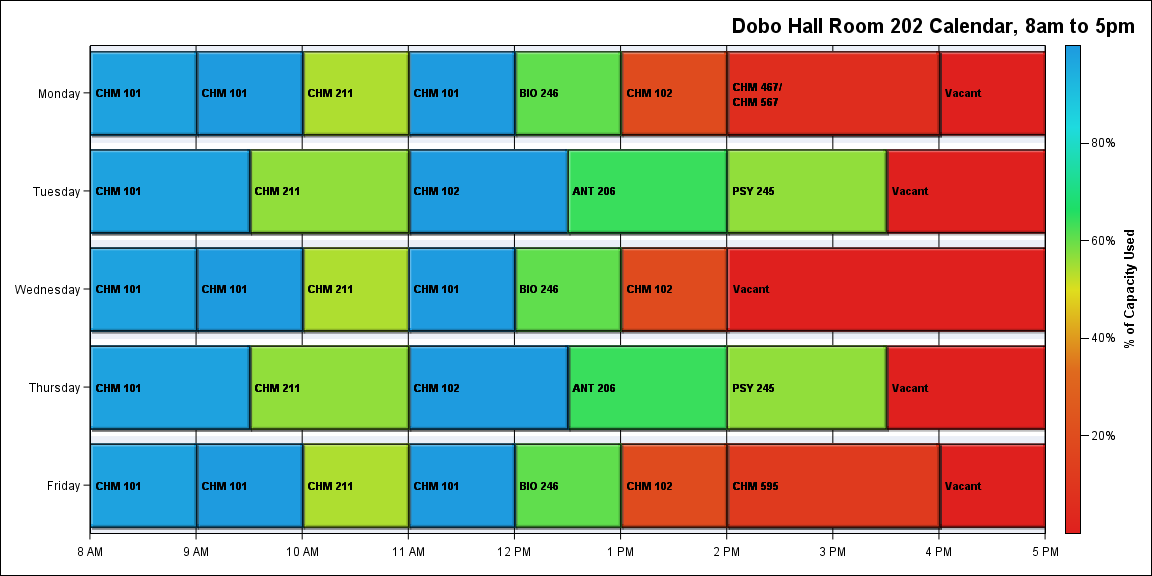 Dobo Hall Room 202 Calendar, 8am to 5pm
Monday
CHM 101
CHM 101
CHM 211
CHM 101
BIO 246
CHM 102
CHM 467/
CHM 567
Vacant
Tuesday
CHM 101
CHM 211
CHM 102
ANT 206
PSY 245
Vacant
Wednesday
CHM 101
CHM 101
CHM 211
CHM 101
BIO 246
CHM 102
Vacant
Thursday
CHM 101
CHM 211
CHM 102
ANT 206
PSY 245
Vacant
Friday
CHM 101
CHM 101
CHM 211
CHM 101
BIO 246
CHM 102
CHM 595
Vacant
8 AM
9 AM
10 AM
11 AM
12 PM
1 PM
2 PM
3 PM
4 PM
5 PM
80%
60%
40%
20%
% of Capacity Used